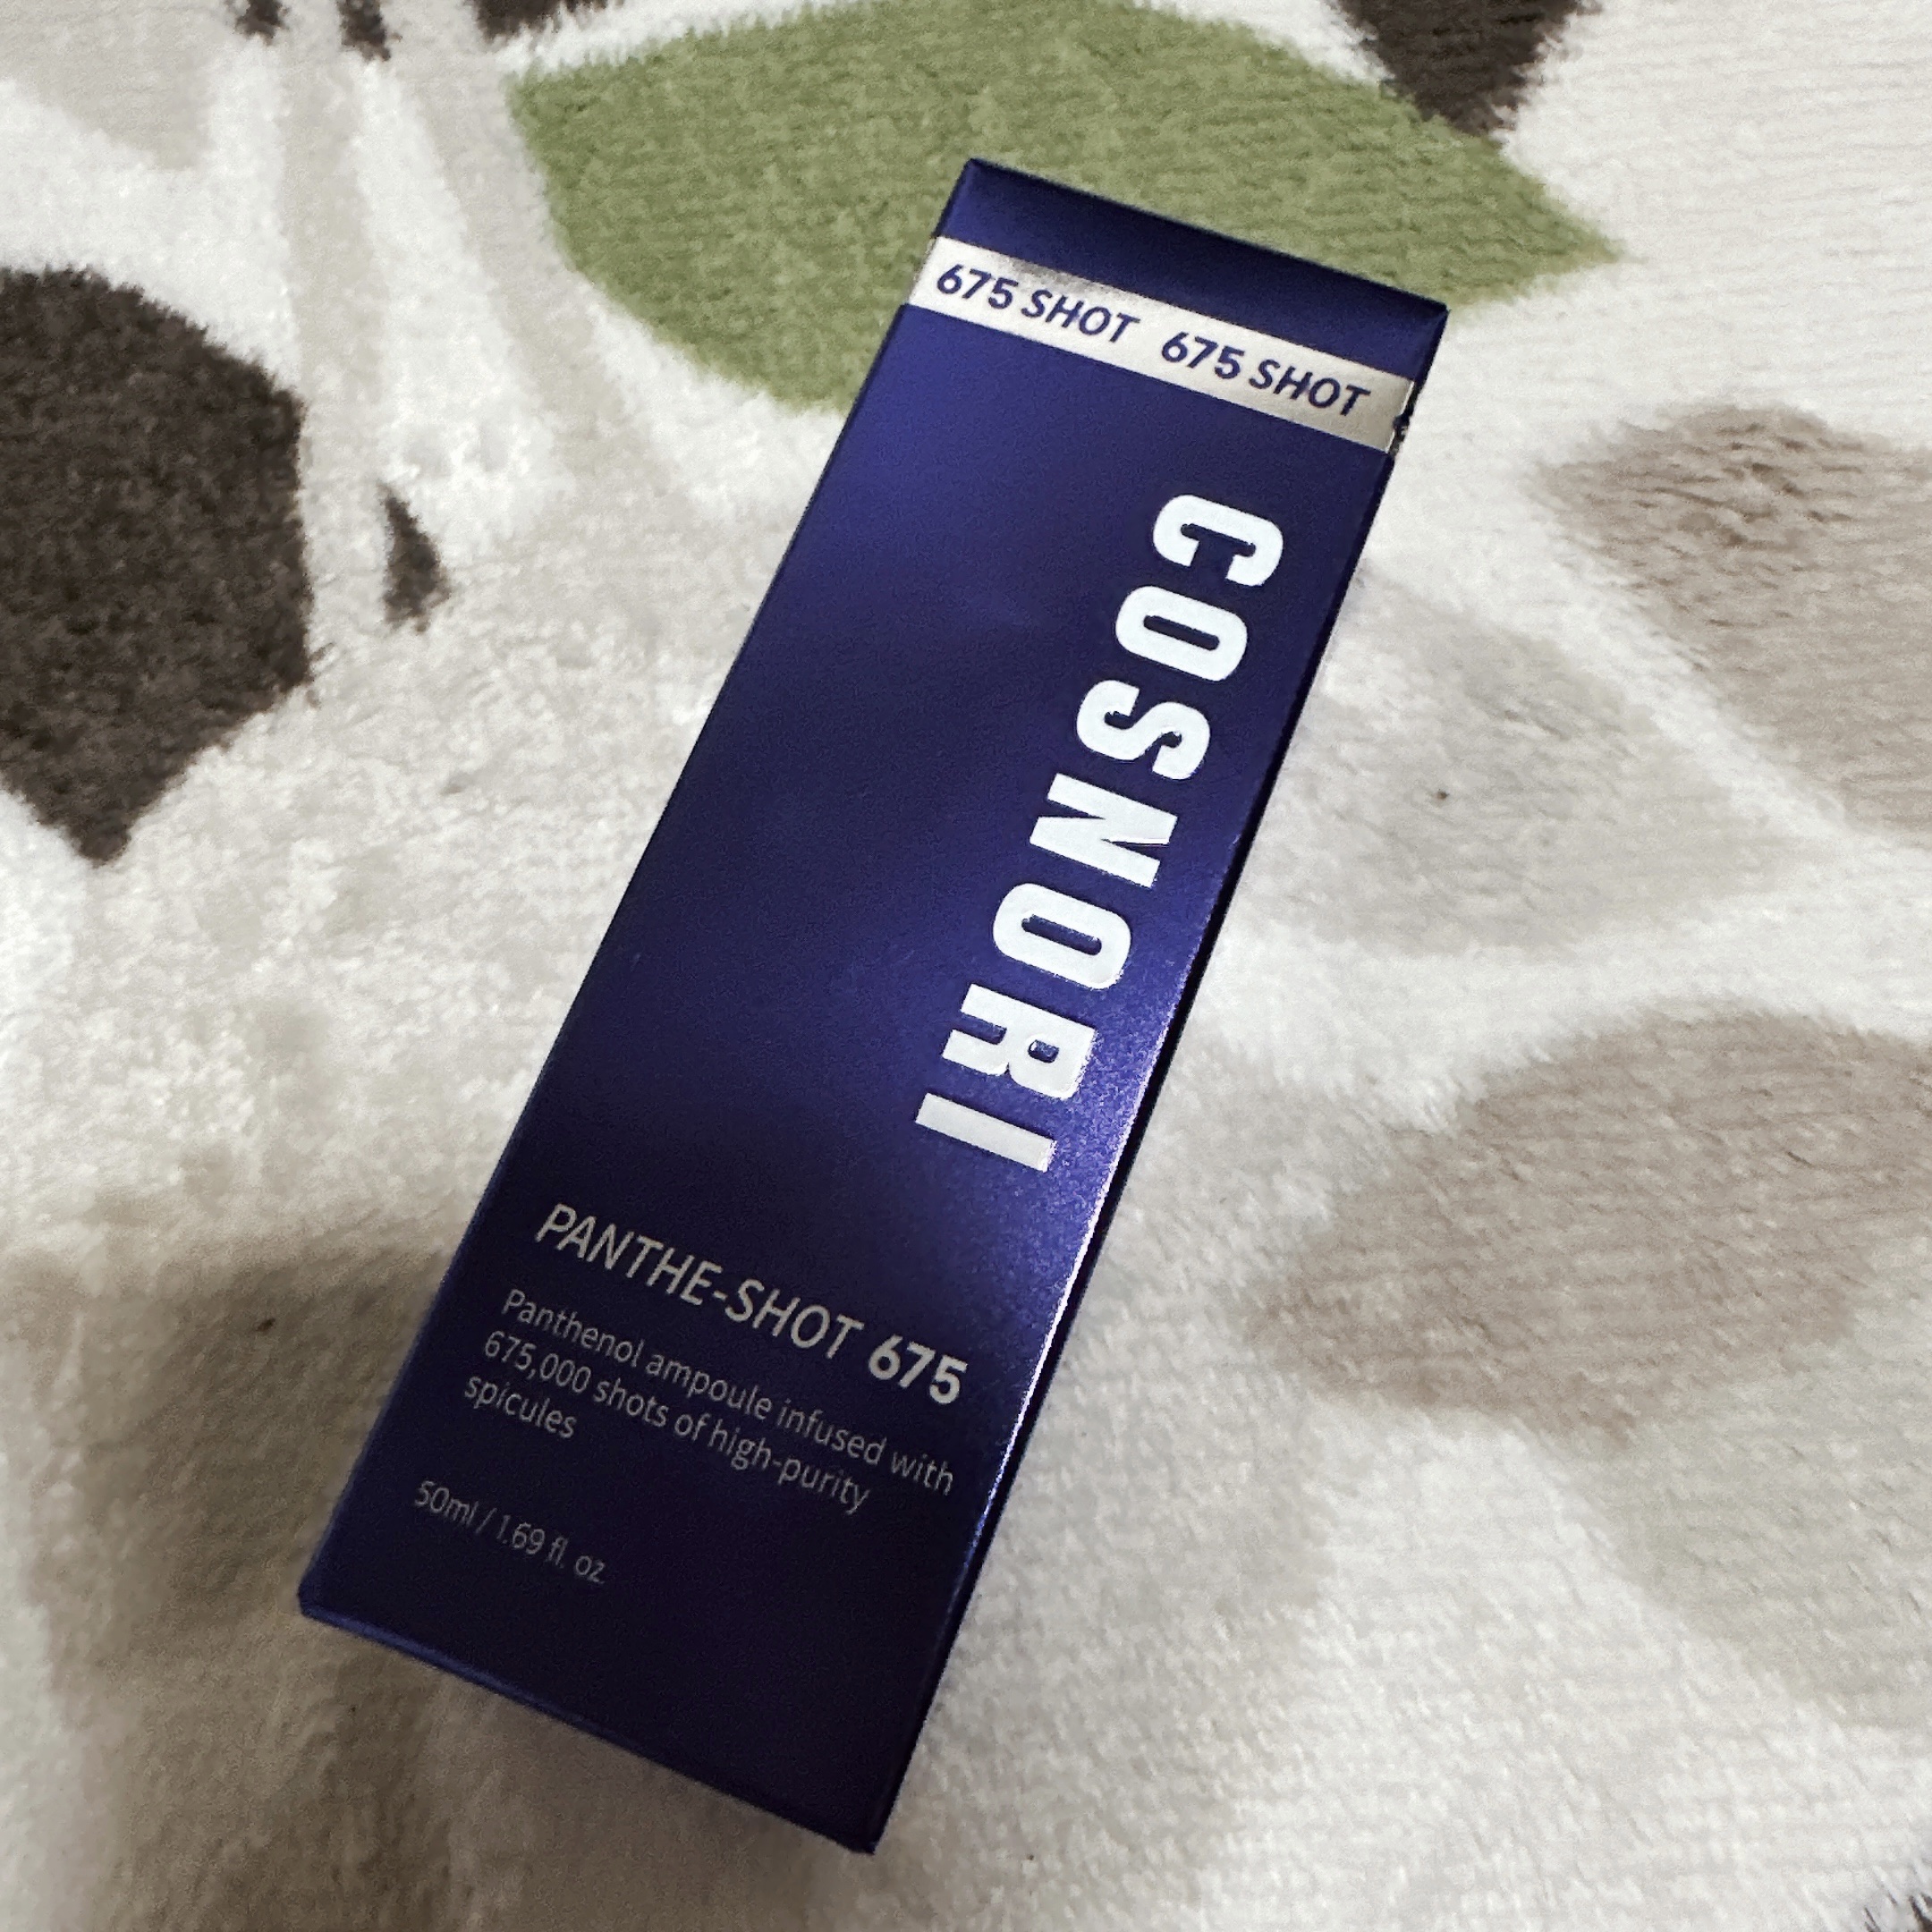 675 SHOT 675 SHOT
COSNORI
PANTHE-SHOT 675
Panthenol ampoule infused with
675,000 shots of high-purity
spicules
50ml / 1.69 fl. oz.